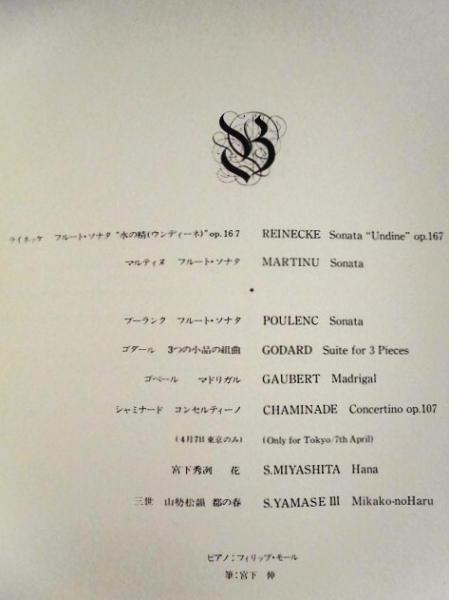 B
ライネッケ フルート・ソナタ “水の精(ウンディーネ)” op.167 REINECKE Sonata “Undine” op.167
マルティヌ フルート・ソナタ MARTINU Sonata
•
プーランク フルート・ソナタ POULENC Sonata
ゴダール 3つの小品の組曲 GODARD Suite for 3 Pieces
ゴベール マドリガル GAUBERT Madrigal
シャミナード コンセルティーノ CHAMINADE Concertino op.107
(4月7日東京のみ) (Only for Tokyo/7th April)
宮下秀冽 花 S.MIYASHITA Hana
三世 山勢松韻 都の春 S.YAMASE III Mikako-noHaru
ピアノ:フィリップ・モール
箏:宮下 伸